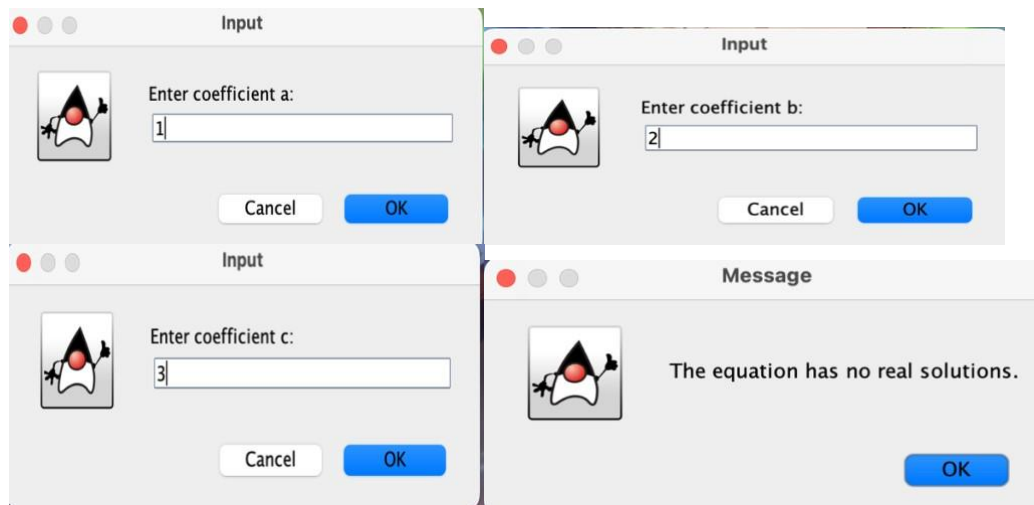 Input
Enter coefficient a:
1
Cancel
OK
Input
Enter coefficient b:
2
Cancel
OK
Input
Enter coefficient c:
3
Cancel
OK
Message
The equation has no real solutions.
OK